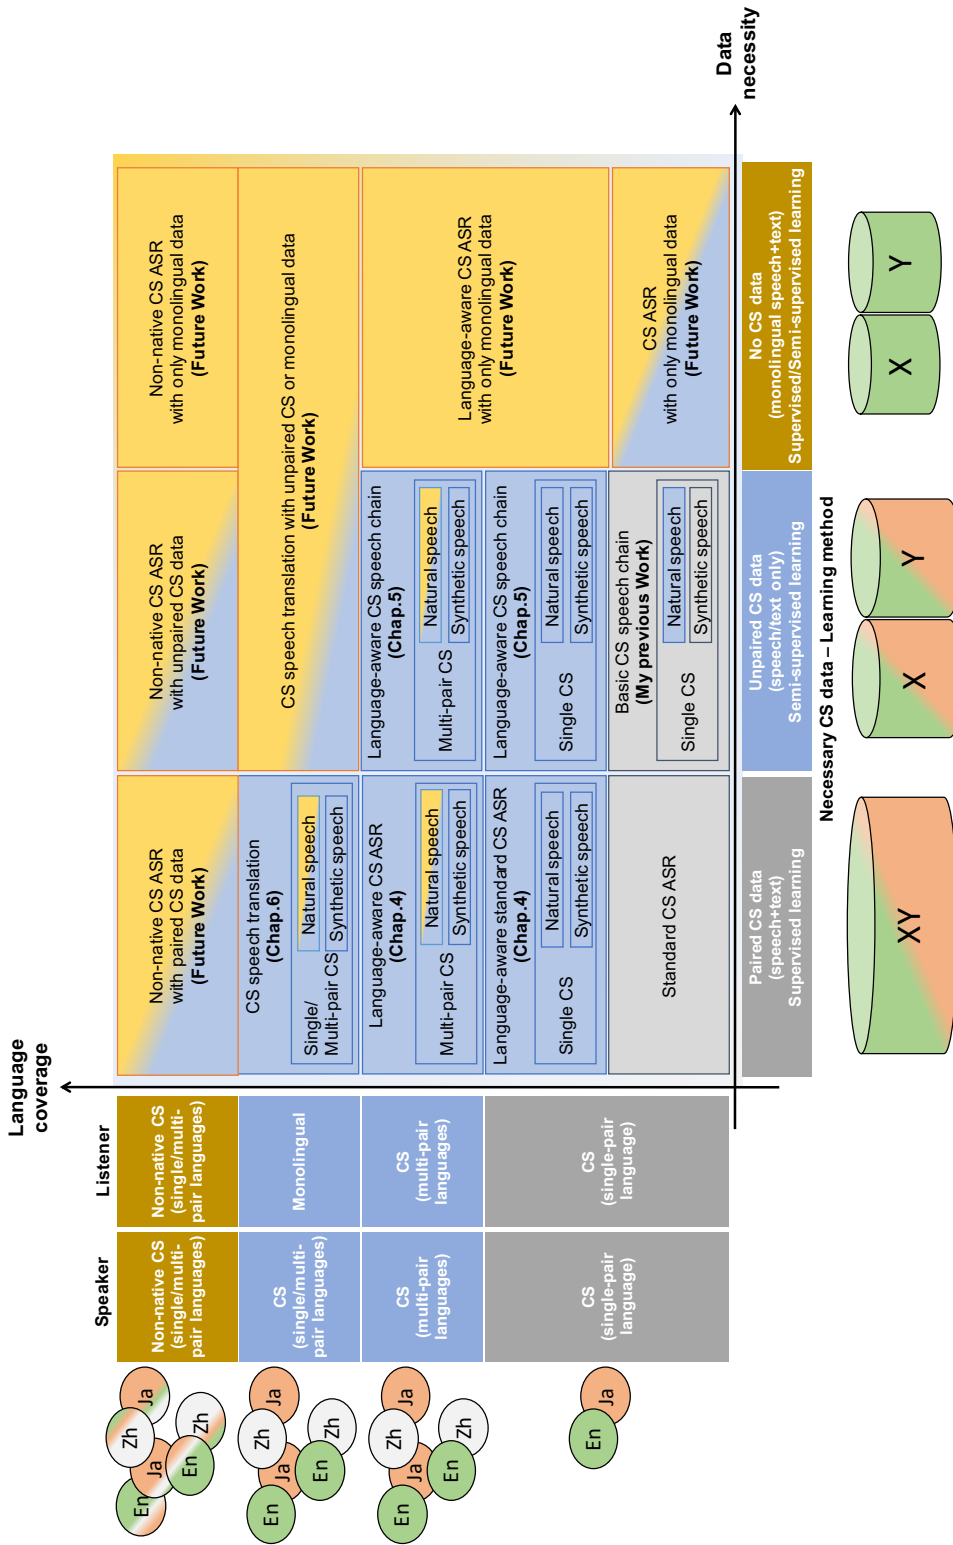 Language
coverage
Speaker
Listener
Non-native CS
(single/multi-
pair languages)
Non-native CS
(single/multi-
pair languages)
CS
(single/multi-
pair languages)
Monolingual
CS
(multi-pair
languages)
CS
(multi-pair
languages)
CS
(single-pair
language)
CS
(single-pair
language)
En
Ja
Zh
Ja
En
Zh
En
Ja
Zh
Ja
En
Zh
En
Ja
Zh
Ja
En
Zh
En
Ja
Non-native CS ASR
with paired CS data
(Future Work)
Non-native CS ASR
with unpaired CS data
(Future Work)
Non-native CS ASR
with only monolingual data
(Future Work)
CS speech translation
(Chap.6)
Single/
Multi-pair CS
Natural speech
Synthetic speech
CS speech translation with unpaired CS or monolingual data
(Future Work)
Language-aware CS ASR
(Chap.4)
Multi-pair CS
Natural speech
Synthetic speech
Language-aware CS speech chain
(Chap.5)
Multi-pair CS
Natural speech
Synthetic speech
Language-aware CS ASR
with only monolingual data
(Future Work)
Language-aware standard CS ASR
(Chap.4)
Single CS
Natural speech
Synthetic speech
Language-aware CS speech chain
(Chap.5)
Single CS
Natural speech
Synthetic speech
Standard CS ASR
Basic CS speech chain
(My previous Work)
Single CS
Natural speech
Synthetic speech
CS ASR
with only monolingual data
(Future Work)
Data
necessity
Paired CS data
(speech+text)
Supervised learning
Unpaired CS data
(speech/text only)
Semi-supervised learning
No CS data
(monolingual speech+text)
Supervised/Semi-supervised learning
Necessary CS data – Learning method
XY
X
Y
X
Y